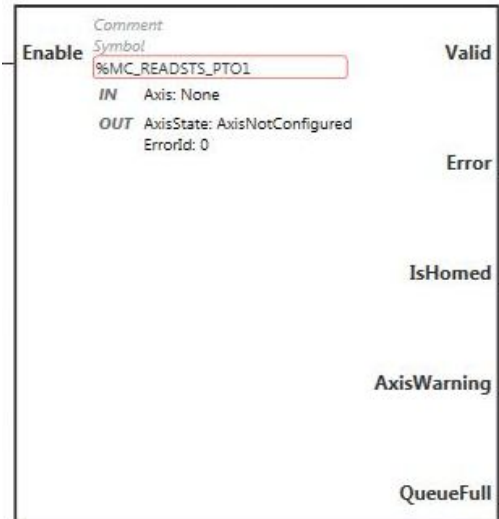 Comment
Enable Symbol Valid
%MC_READSTS_PTO1
IN Axis: None
OUT AxisState: AxisNotConfigured
ErrorId: 0
Error
IsHomed
AxisWarning
QueueFull